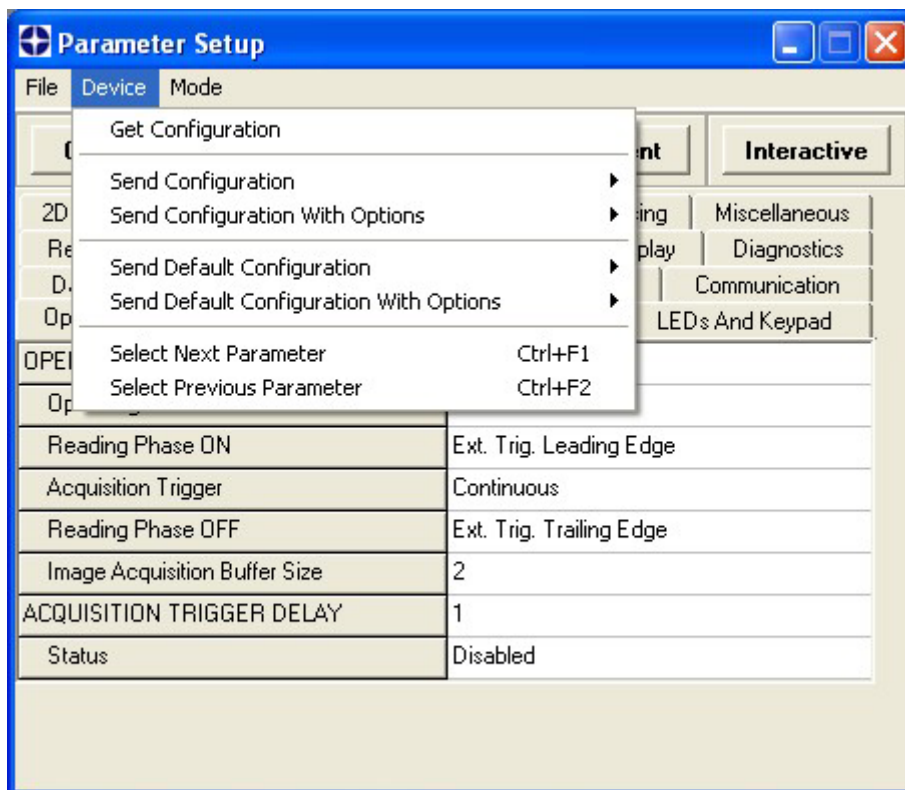 Parameter Setup
File Device Mode
Get Configuration
Interactive
Send Configuration
Send Configuration With Options
2D Miscellaneous
Send Default Configuration
Diagnostics
Send Default Configuration With Options
Communication
LEDs And Keypad
Select Next Parameter Ctrl+F1
Select Previous Parameter Ctrl+F2
Reading Phase ON Ext. Trig. Leading Edge
Acquisition Trigger Continuous
Reading Phase OFF Ext. Trig. Trailing Edge
Image Acquisition Buffer Size 2
ACQUISITION TRIGGER DELAY 1
Status Disabled